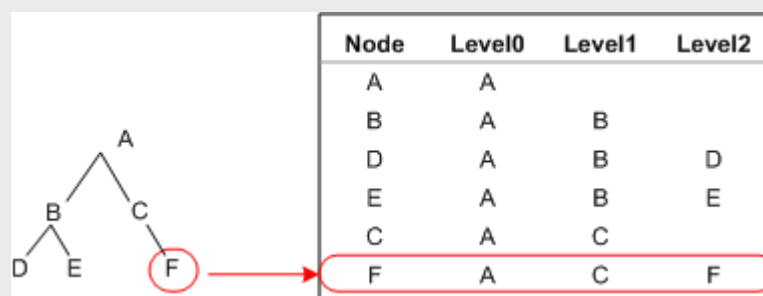 A
B C
D E F
Node Level0 Level1 Level2
A A
B A B
D A B D
E A B E
C A C
F A C F